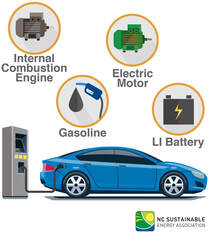 Internal
Combustion
Engine
Electric
Motor
Gasoline
LI Battery
NC SUSTAINABLE
ENERGY ASSOCIATION